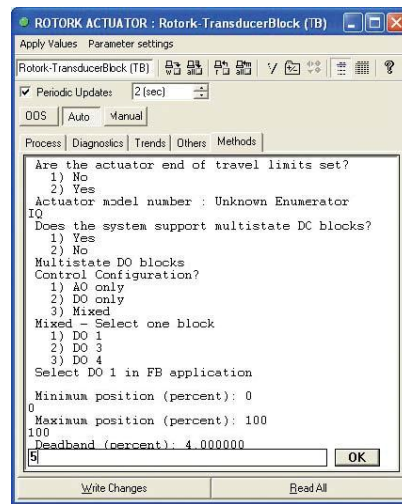 ROTORK ACTUATOR : Rotork-TransducerBlock (TB)
Apply Values Parameter settings
Rotork-TransducerBlock (TB)
Periodic Updates 2 (sec)
OOS Auto Manual
Process Diagnostics Trends Others Methods
Are the actuator end of travel limits set?
1) No
2) Yes
Actuator model number : Unknown Enumerator
IQ
Does the system support multistate DC blocks?
1) Yes
2) No
Multistate DO blocks
Control Configuration?
1) AO only
2) DO only
3) Mixed
Mixed - Select one block
1) DO 1
2) DO 3
3) DO 4
Select DO 1 in FB application
Minimum position (percent): 0
0
Maximum position (percent): 100
100
Deadband (percent): 4.000000
5 OK
Write Changes Read All